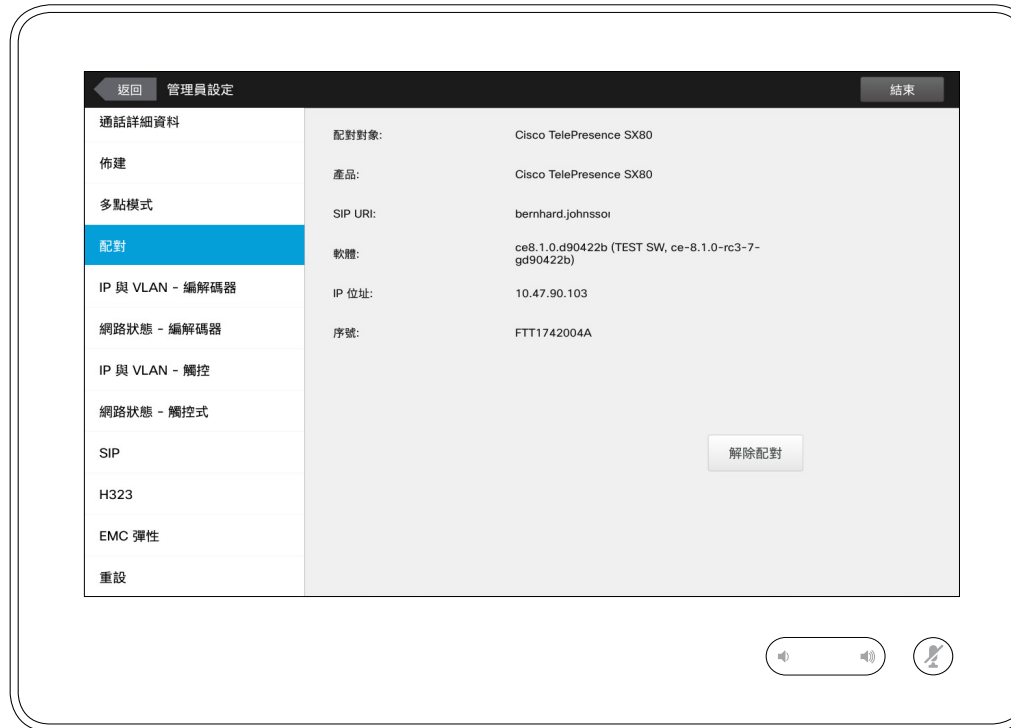 返回 管理員設定 結束
通話詳細資料
佈建
多點模式
配對
IP 與 VLAN - 編解碼器
網路狀態 - 編解碼器
IP 與 VLAN - 觸控
網路狀態 - 觸控式
SIP
H323
EMC 彈性
重設
配對對象: Cisco TelePresence SX80
產品: Cisco TelePresence SX80
SIP URI: bernhard.johnsso
軟體: ce8.1.0.d90422b (TEST SW, ce-8.1.0-rc3-7-
gd90422b)
IP 位址: 10.47.90.103
序號: FTT1742004A
解除配對